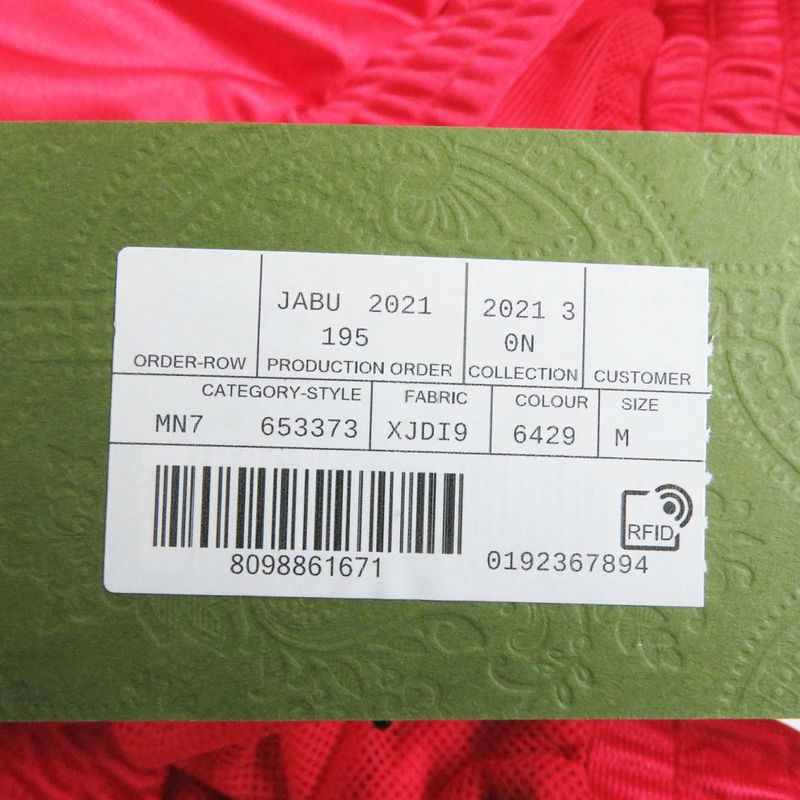 JABU 2021 2021 3
195 0N
ORDER-ROW PRODUCTION ORDER COLLECTION CUSTOMER
CATEGORY-STYLE FABRIC COLOUR SIZE
MN7 653373 XJDI9 6429 M
RFID
8098861671 0192367894